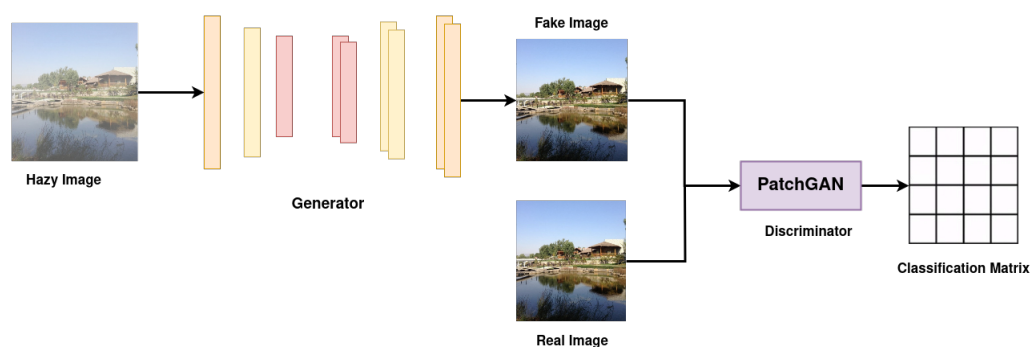 Fake Image
Hazy Image
Generator
PatchGAN
Discriminator
Classification Matrix
Real Image